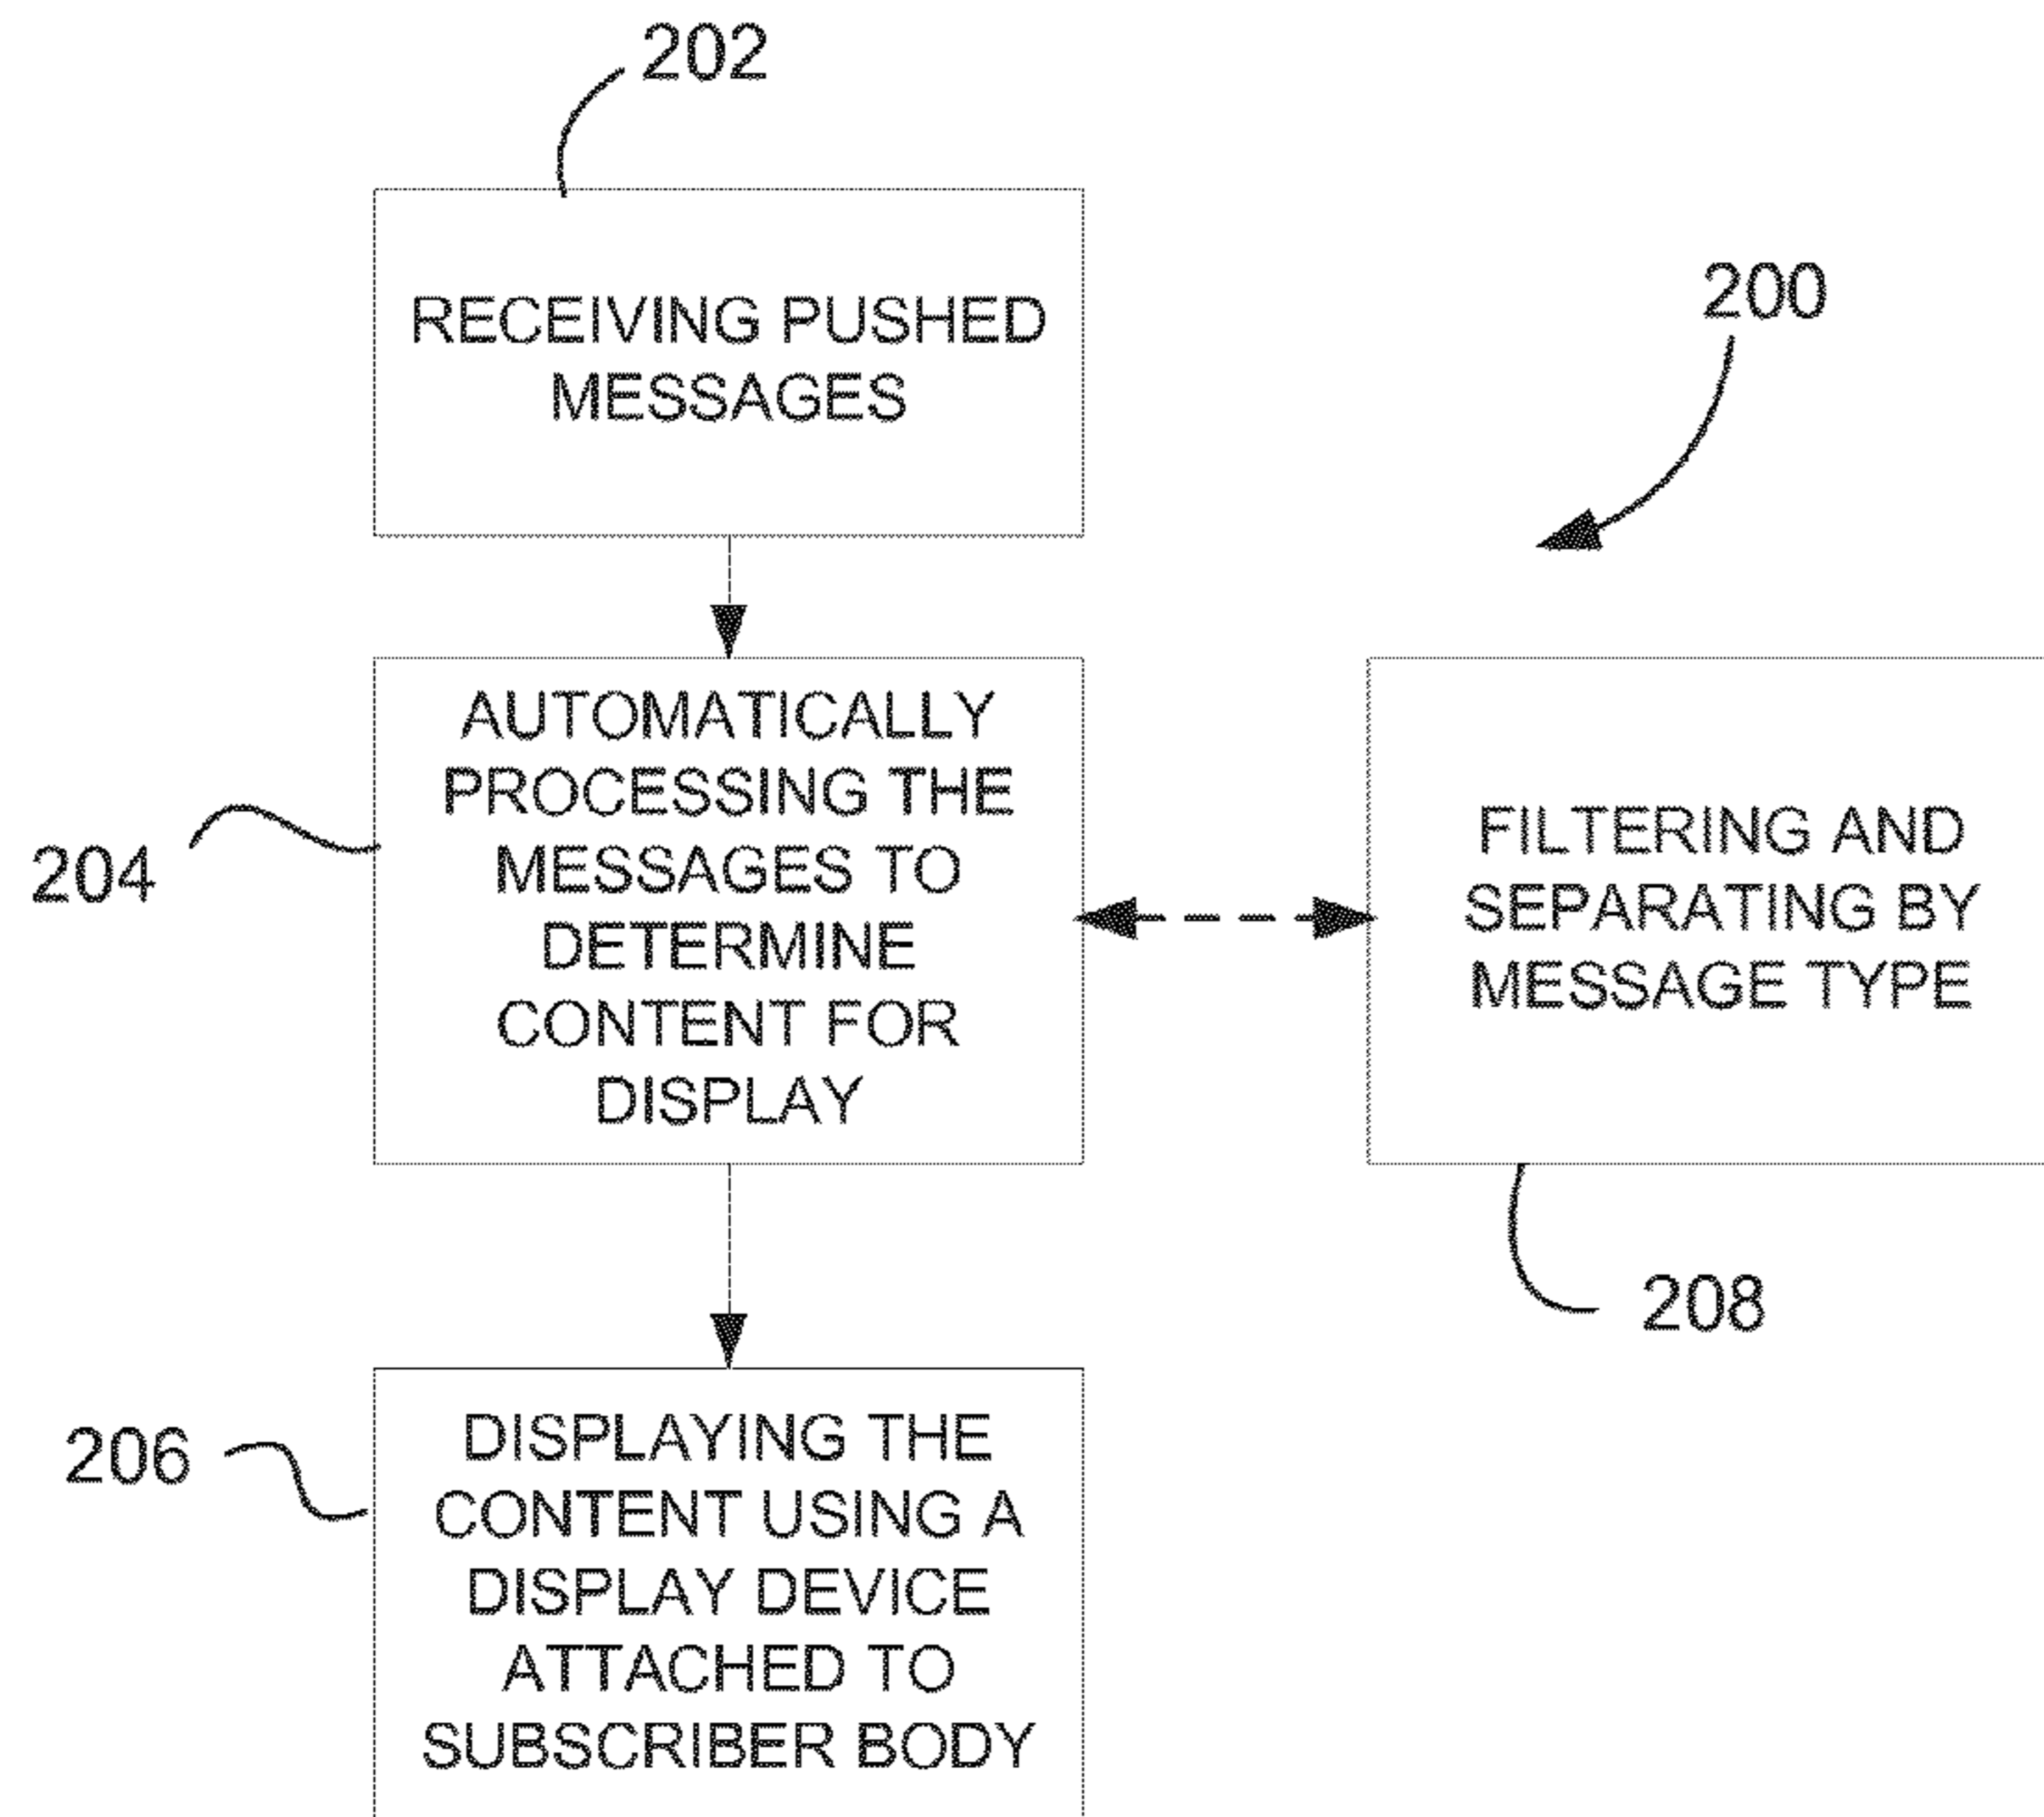 202
RECEIVING PUSHED
MESSAGES
200
204
AUTOMATICALLY
PROCESSING THE
MESSAGES TO
DETERMINE
CONTENT FOR
DISPLAY
FILTERING AND
SEPARATING BY
MESSAGE TYPE
208
206
DISPLAYING THE
CONTENT USING A
DISPLAY DEVICE
ATTACHED TO
SUBSCRIBER BODY